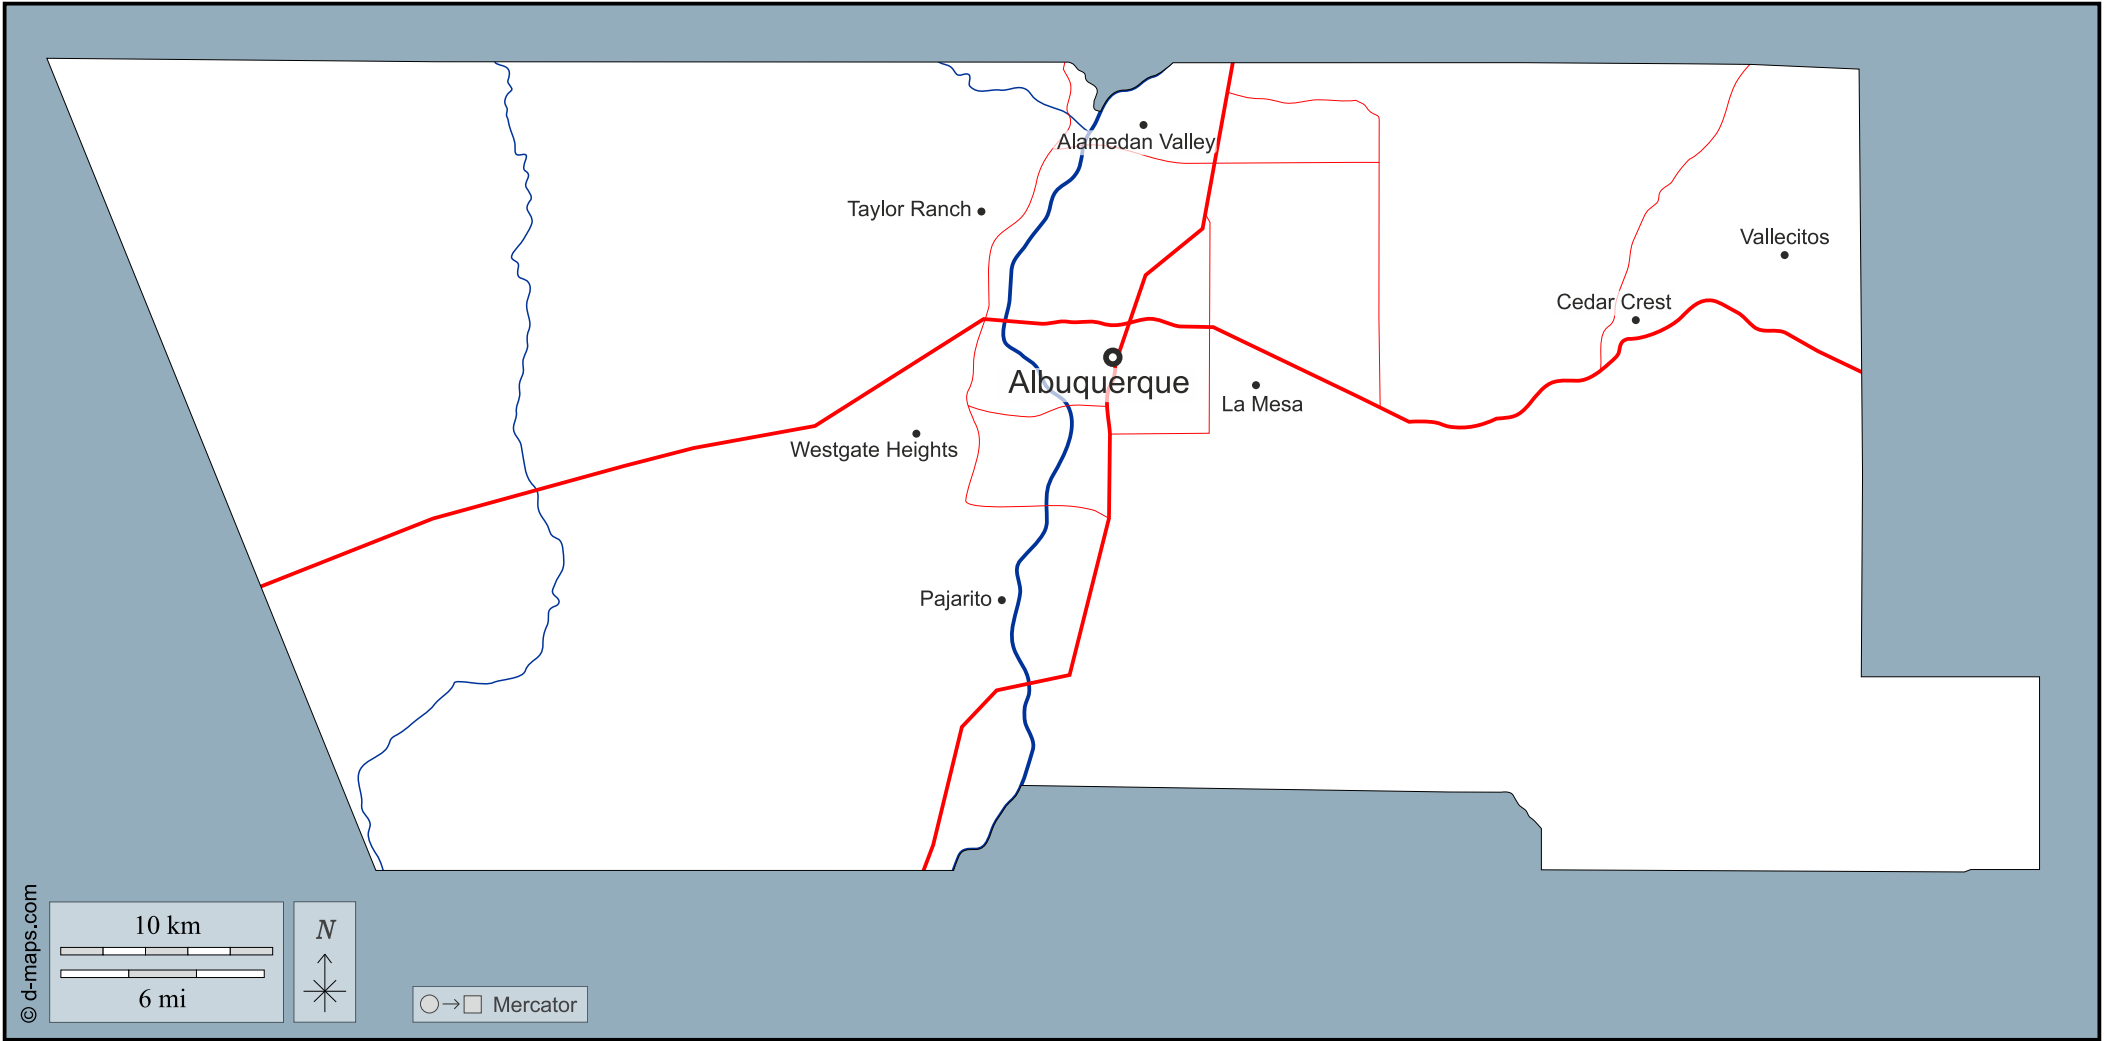 Alamedan Valley
Taylor Ranch
Vallecitos
Cedar Crest
Albuquerque
La Mesa
Westgate Heights
Pajarito
© d-maps.com
10 km
6 mi
N
Mercator